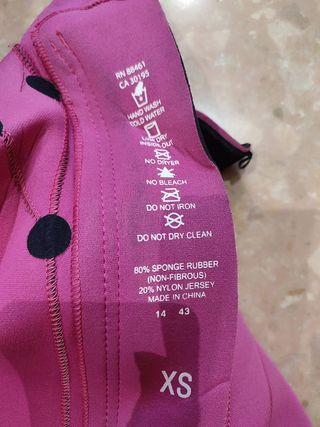 RN 88461
CA 30195
HAND WASH
COLD WATER
LINE DRY
INSIDE OUT
NO DRYER
NO BLEACH
DO NOT IRON
DO NOT DRY CLEAN
80% SPONGE RUBBER
(NON-FIBROUS)
20% NYLON JERSEY
MADE IN CHINA
14 43
XS